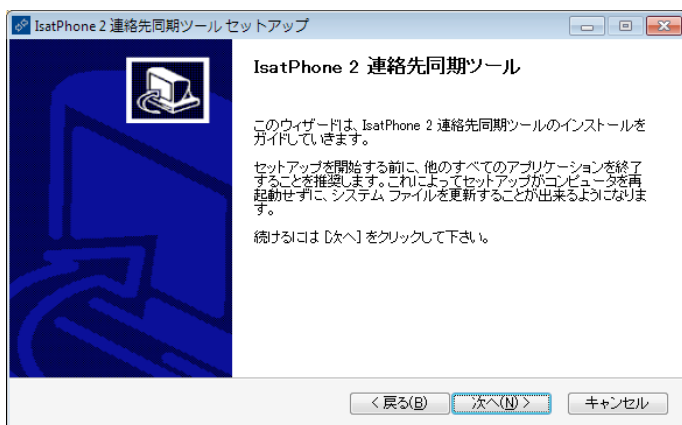 IsatPhone 2 連絡先同期ツール セットアップ
IsatPhone 2 連絡先同期ツール
このウィザードは、IsatPhone 2 連絡先同期ツールのインストールを
ガイドしていきます。
セットアップを開始する前に、他のすべてのアプリケーションを終了
することを推奨します。これによってセットアップがコンピュータを再
起動せずに、システム ファイルを更新することが出来るようになりま
す。
続けるには [次へ] をクリックして下さい。
< 戻る(B) 次へ(N) > キャンセル